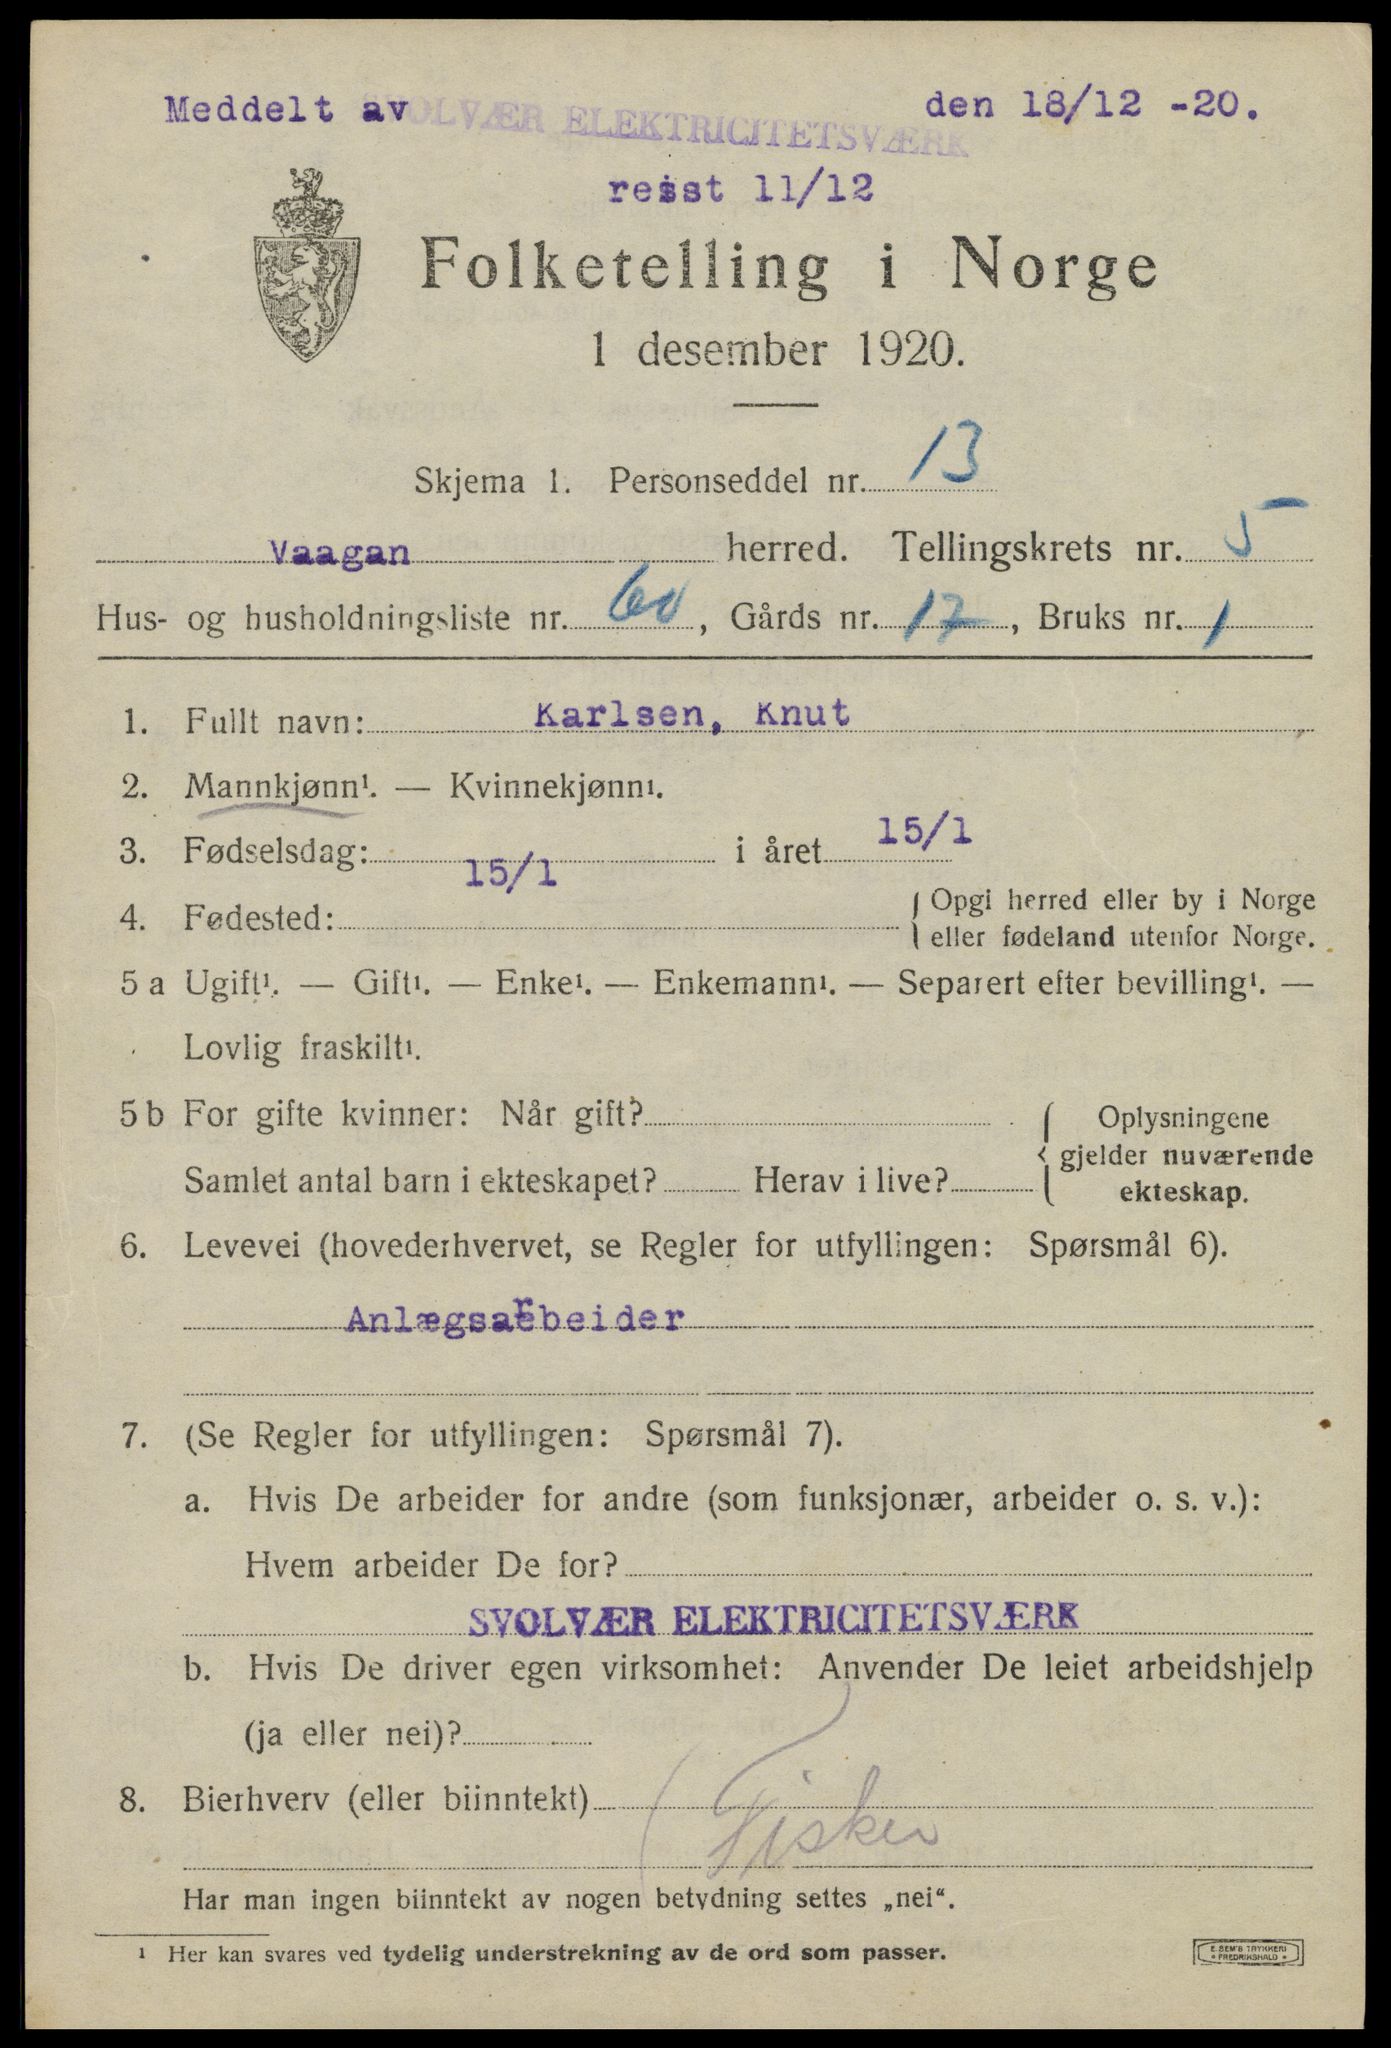 Meddelt av SVOLVÆR ELEKTRICITETSVÆRK den 18/12 -20.
reist 11/12
Folketelling i Norge
1 desember 1920.
Skjema 1. Personseddel nr. 13
Vaagan herred. Tellingskrets nr. 5
Hus- og husholdningsliste nr. 60, Gårds nr. 17, Bruks nr. 1
1. Fullt navn: Karlsen, Knut
2. Mannkjønn¹. — Kvinnekjønn¹.
3. Fødselsdag: 15/1 i året 15/1
4. Fødested: { Opgi herred eller by i Norge
eller fødeland utenfor Norge.
5 a Ugift¹. — Gift¹. — Enke¹. — Enkemann¹. — Separert efter bevilling¹. —
Lovlig fraskilt¹.
5 b For gifte kvinner: Når gift? { Oplysningene
gjelder nuværende
Samlet antal barn i ekteskapet? Herav i live?
ekteskap.
6. Levevei (hovederhvervet, se Regler for utfyllingen: Spørsmål 6).
Anlægsarbeider
7. (Se Regler for utfyllingen: Spørsmål 7).
a. Hvis De arbeider for andre (som funksjonær, arbeider o. s. v.):
Hvem arbeider De for?
SVOLVÆR ELEKTRICITETSVÆRK
b. Hvis De driver egen virksomhet: Anvender De leiet arbeidshjelp
(ja eller nei)?
8. Bierhverv (eller biinntekt)
(Fisker
Har man ingen biinntekt av nogen betydning settes „nei“.
¹ Her kan svares ved tydelig understrekning av de ord som passer.
E. SEM'S TRYKKERI
• FREDRIKSHALD •